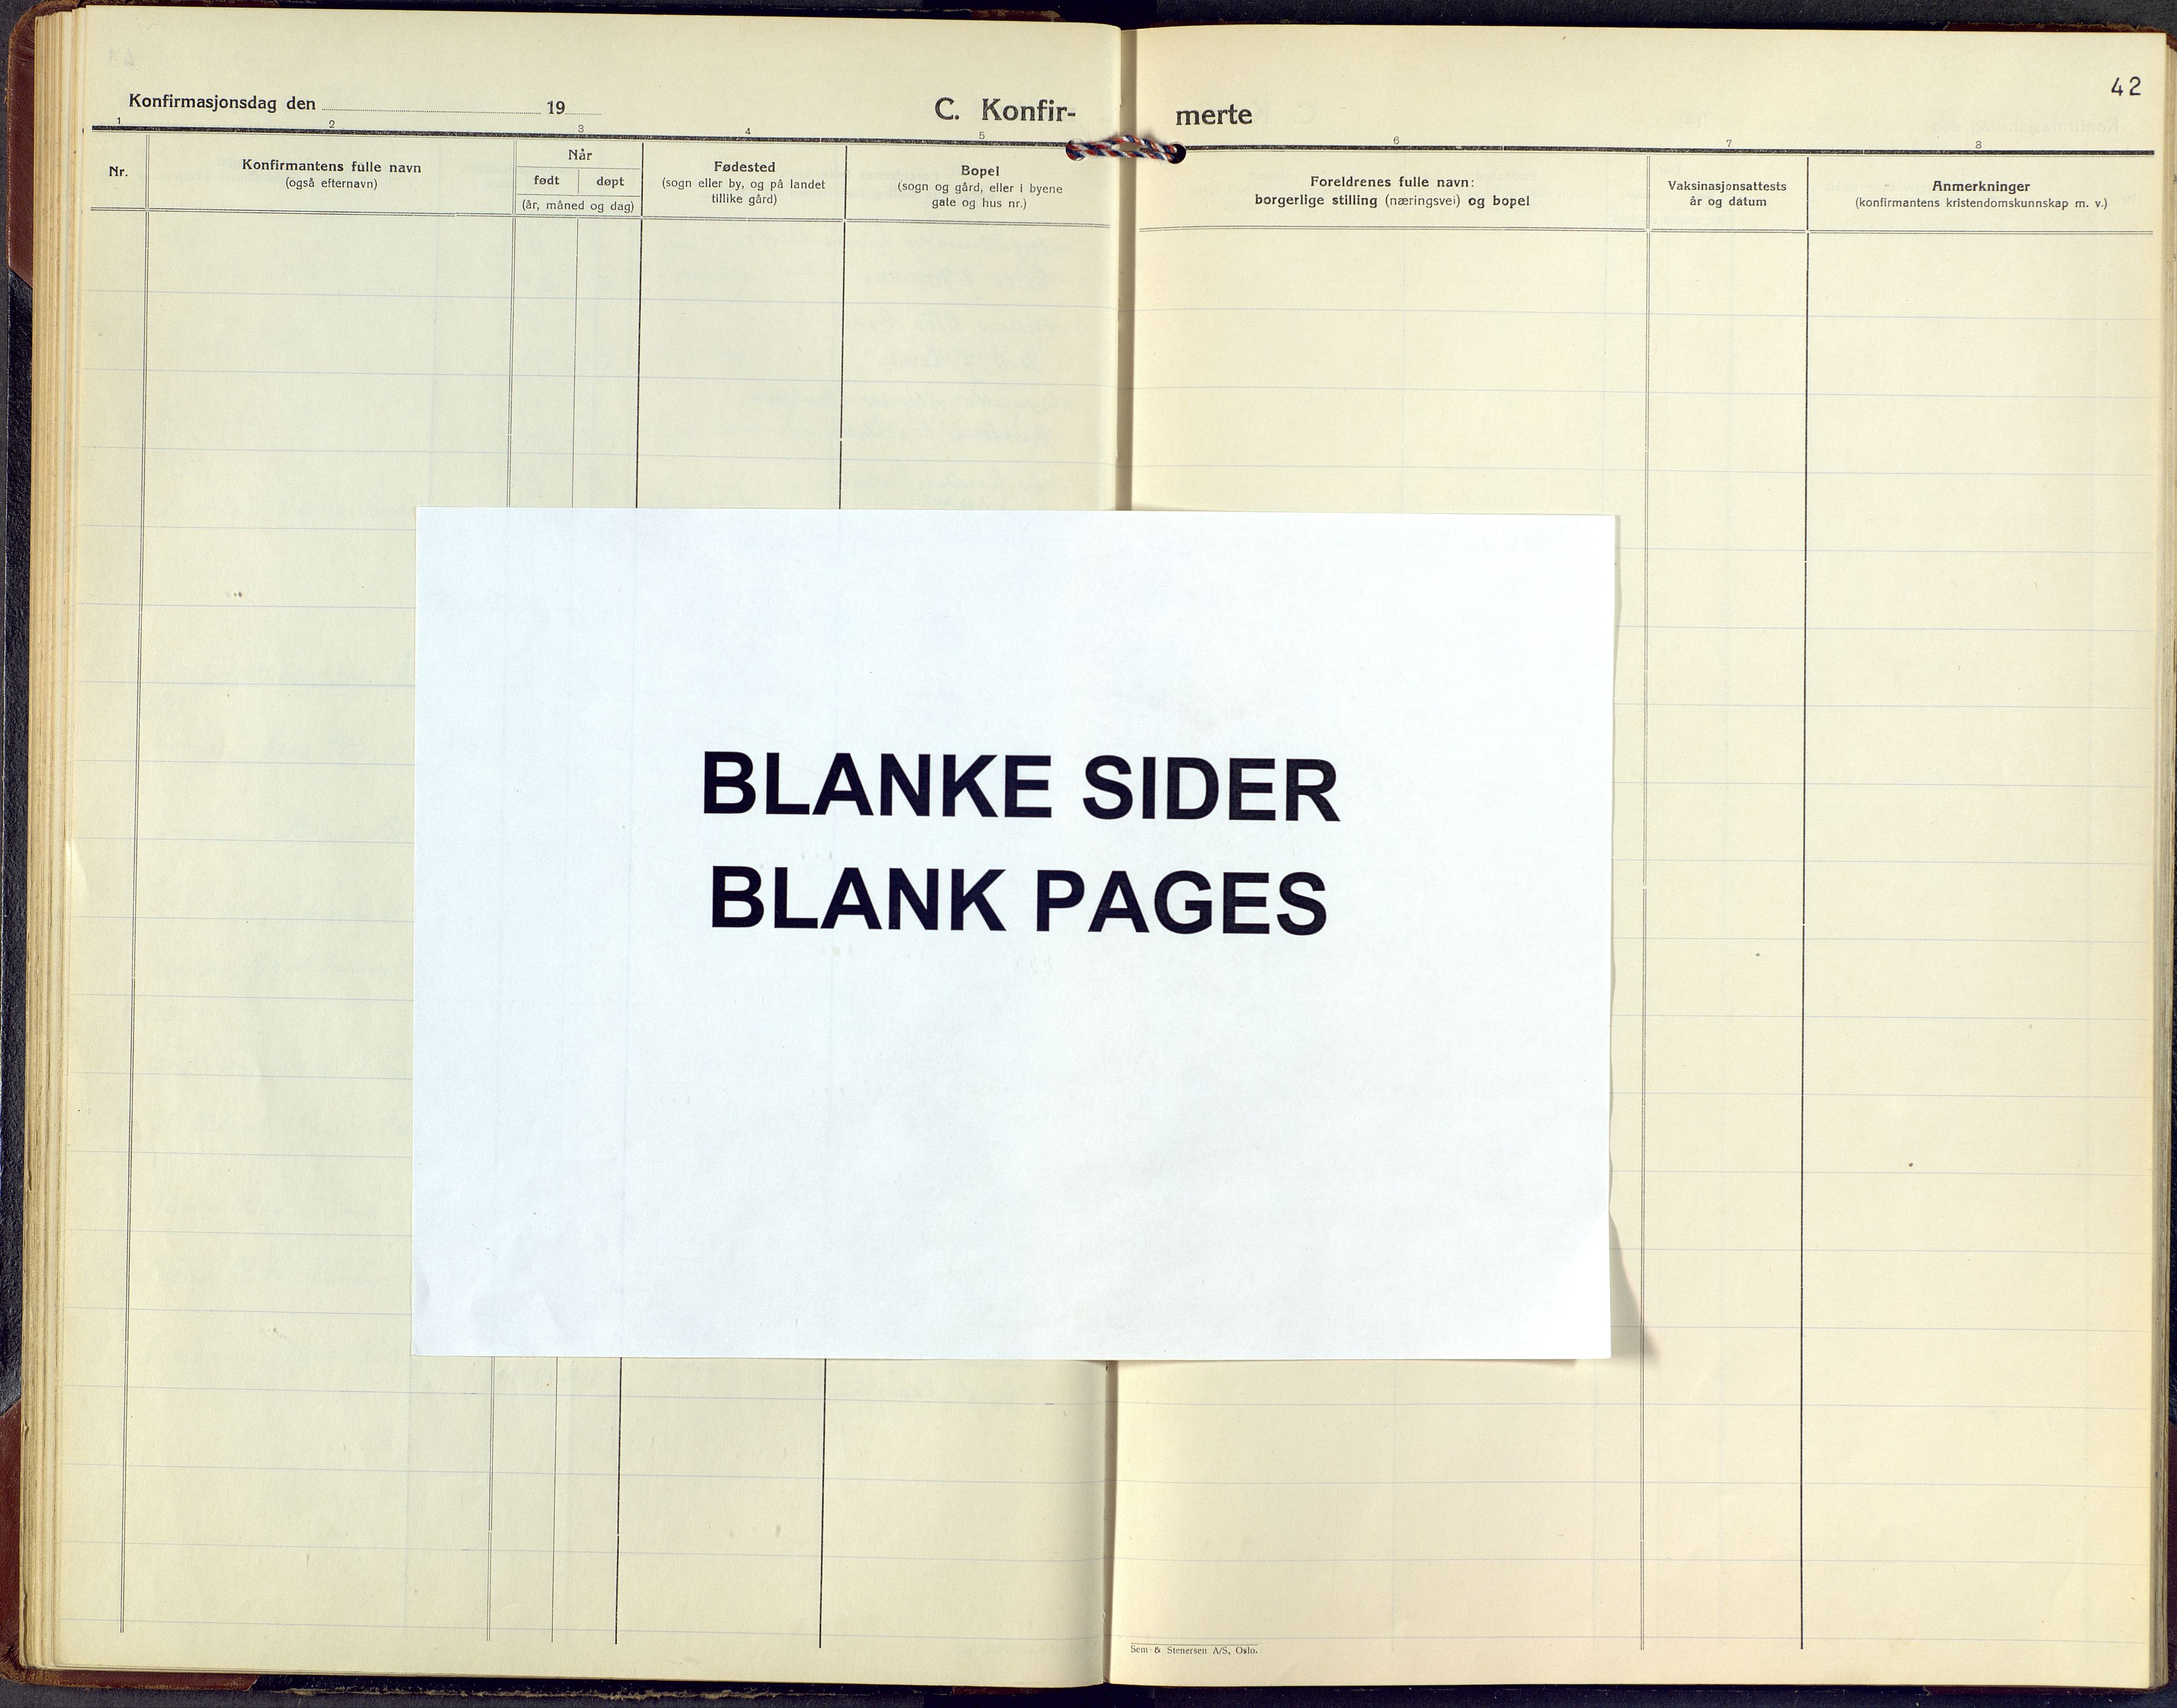 42
Konfirmasjonsdag den 19
C. Konfir- merte
1 2 3 4 5 6 7 8
Nr.
Konfirmantens fulle navn
(også efternavn)
Når
født døpt
(år, måned og dag)
Fødested
(sogn eller by, og på landet
tillike gård)
Bopel
(sogn og gård, eller i byene
gate og hus nr.)
Foreldrenes fulle navn:
borgerlige stilling (næringsvei) og bopel
Vaksinasjonsattests
år og datum
Anmerkninger
(konfirmantens kristendomskunnskap m. v.)
BLANKE SIDER
BLANK PAGES
Sem & Stenersen A/S, Oslo.